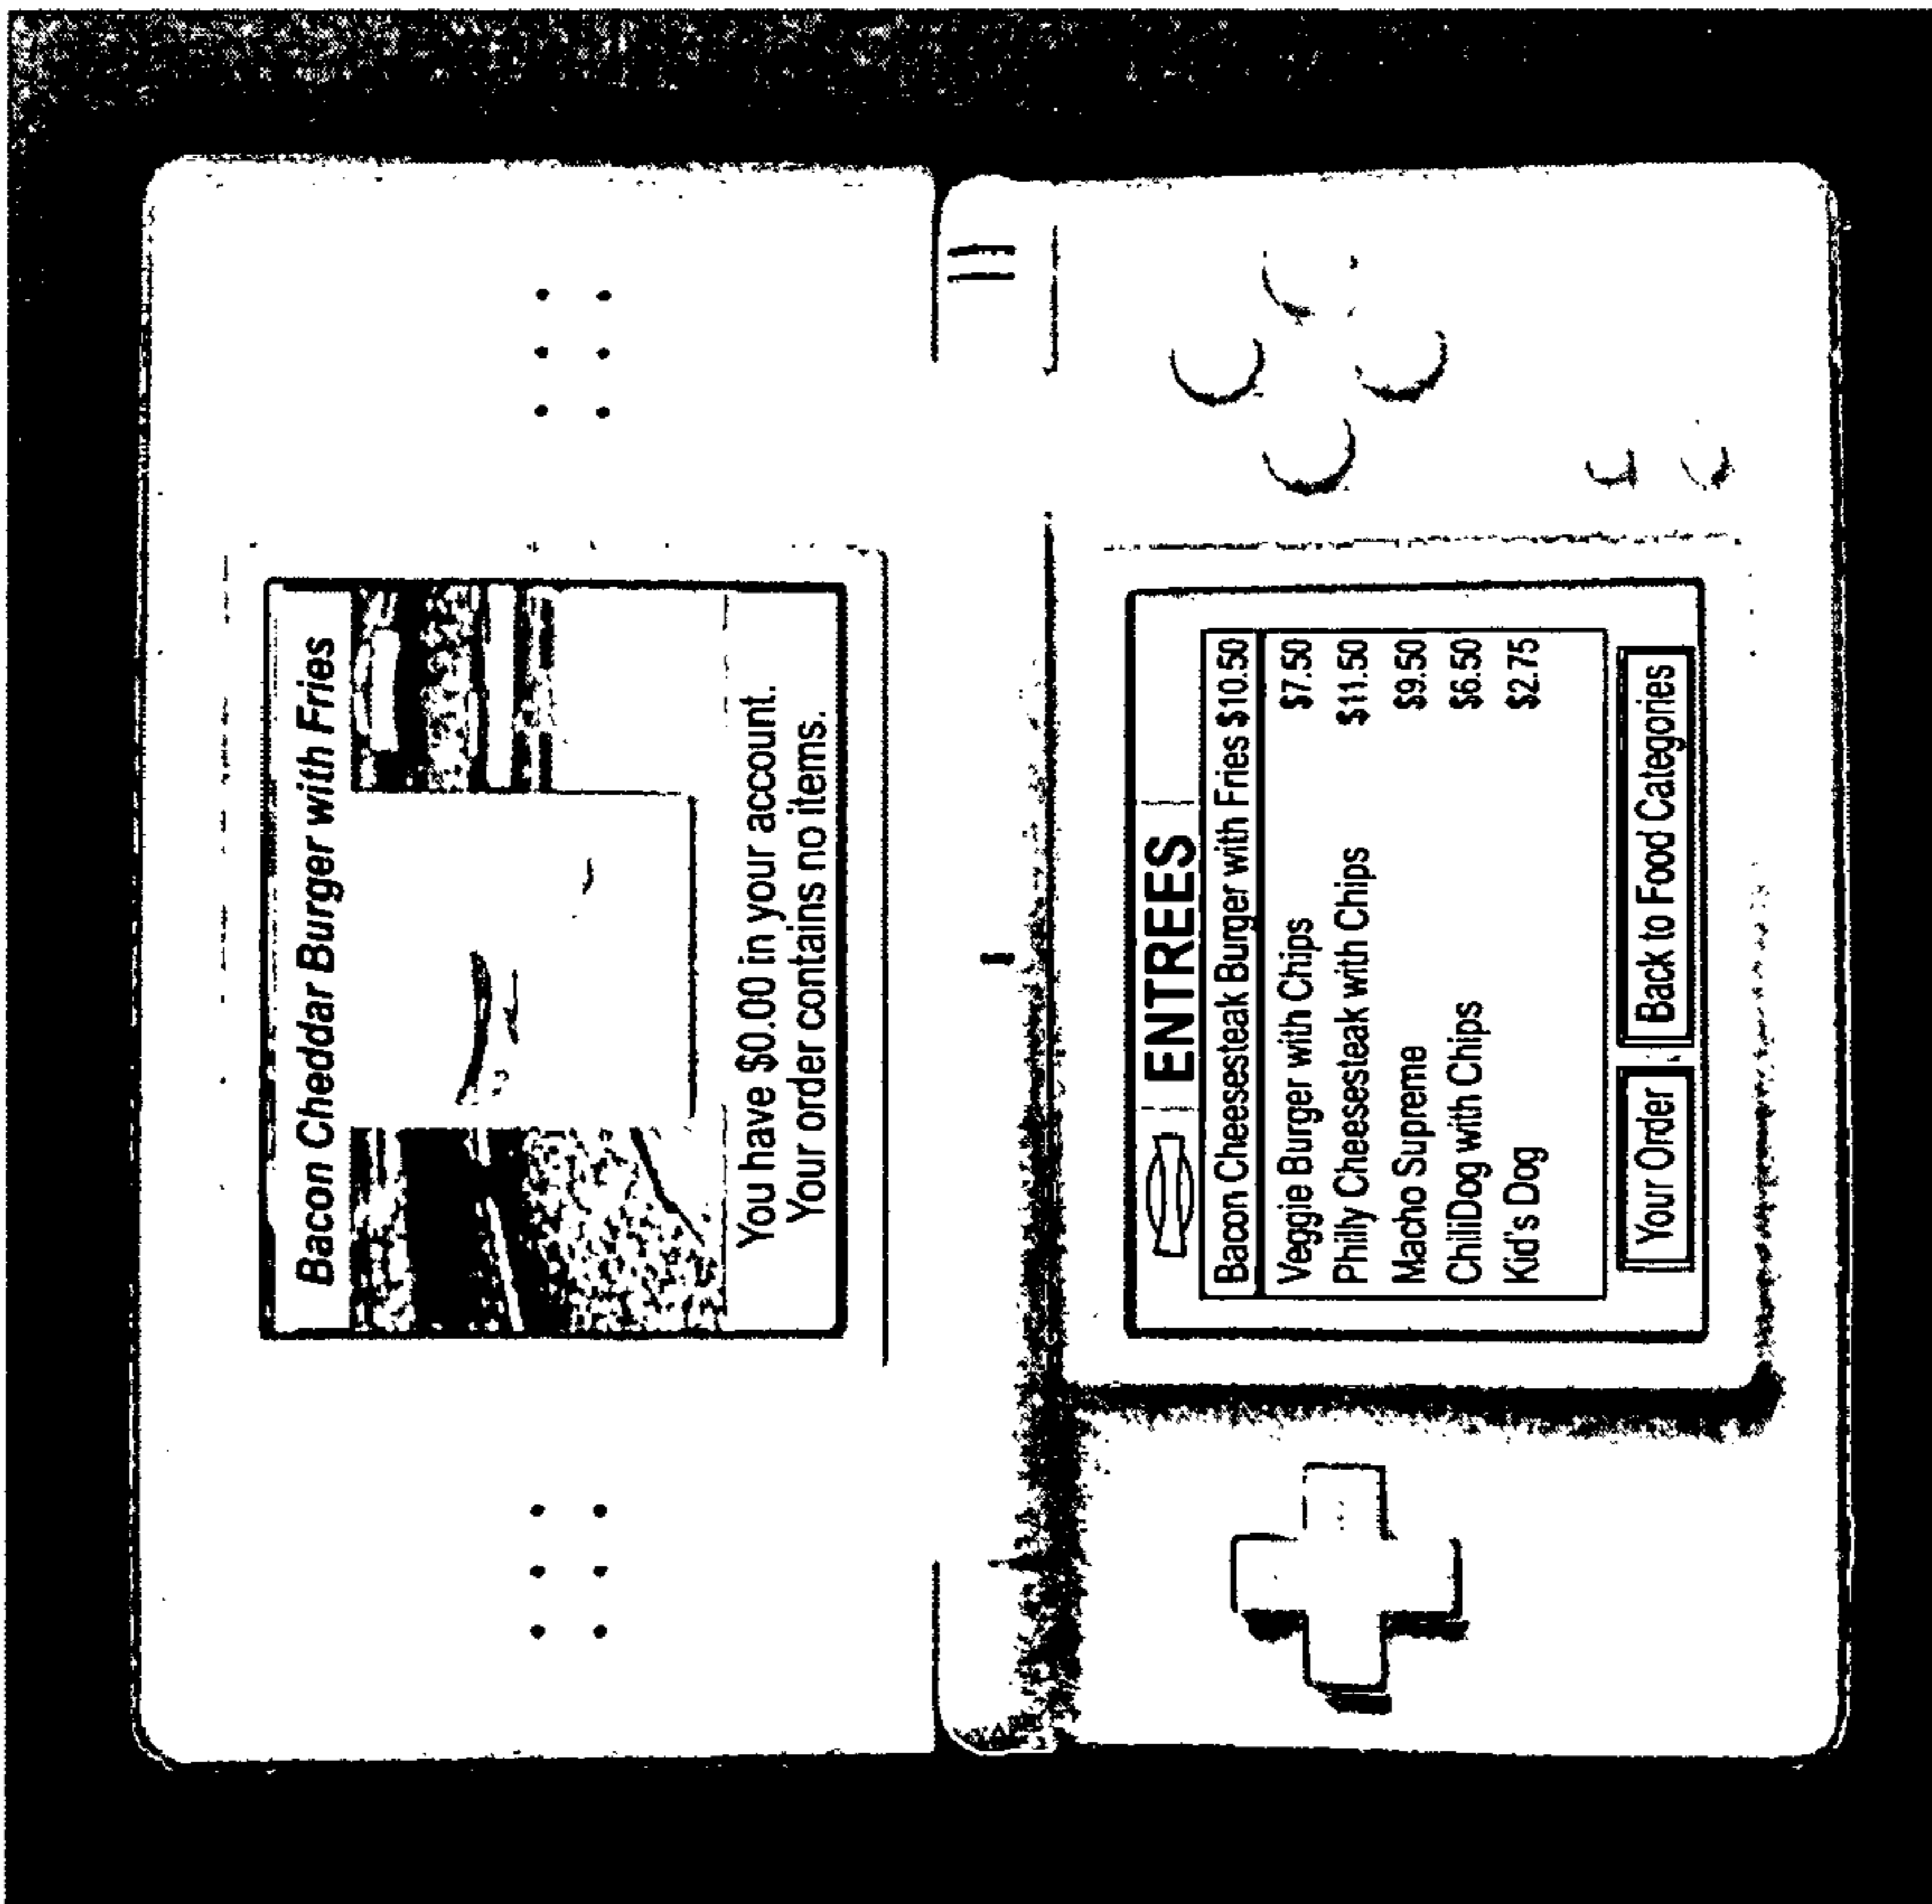 Bacon Cheddar Burger with Fries
You have $0.00 in your account.
Your order contains no items.
ENTREES
Bacon Cheesesteak Burger with Fries $10.50
Veggie Burger with Chips $7.50
Philly Cheesesteak with Chips $11.50
Macho Supreme $9.50
ChiliDog with Chips $6.50
Kid's Dog $2.75
Your Order Back to Food Categories